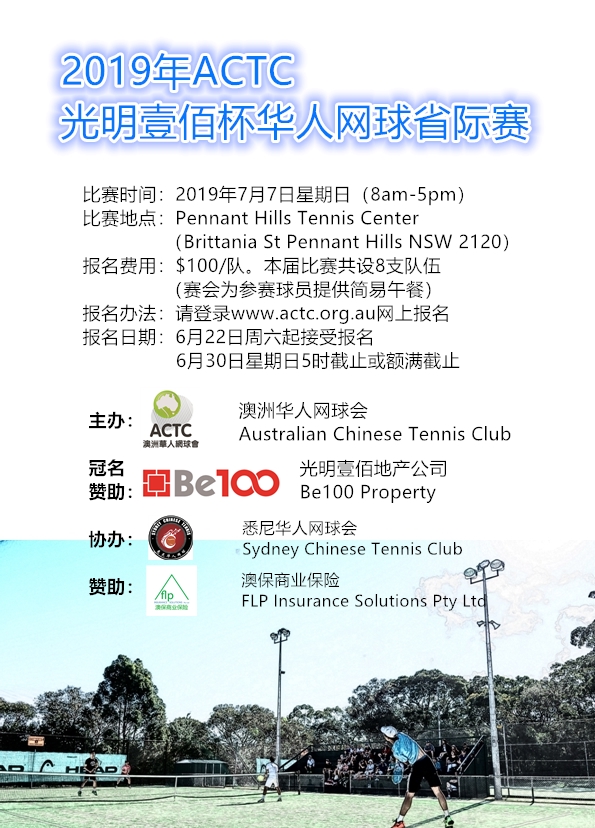 2019年ACTC
光明壹佰杯华人网球省际赛
比赛时间：2019年7月7日星期日（8am-5pm）
比赛地点：Pennant Hills Tennis Center
（Brittania St Pennant Hills NSW 2120）
报名费用：$100/队。本届比赛共设8支队伍
（赛会为参赛球员提供简易午餐）
报名办法：请登录www.actc.org.au网上报名
报名日期：6月22日周六起接受报名
6月30日星期日5时截止或额满截止
主办：
ACTC
澳洲華人網球會
澳洲华人网球会
Australian Chinese Tennis Club
冠名
赞助：
Be100
光明壹佰地产公司
Be100 Property
协办：
SYDNEY CHINESE TENNIS
悉尼华人网球会
Sydney Chinese Tennis Club
赞助：
flp
澳保商业保险
澳保商业保险
FLP Insurance Solutions Pty Ltd
HEAD